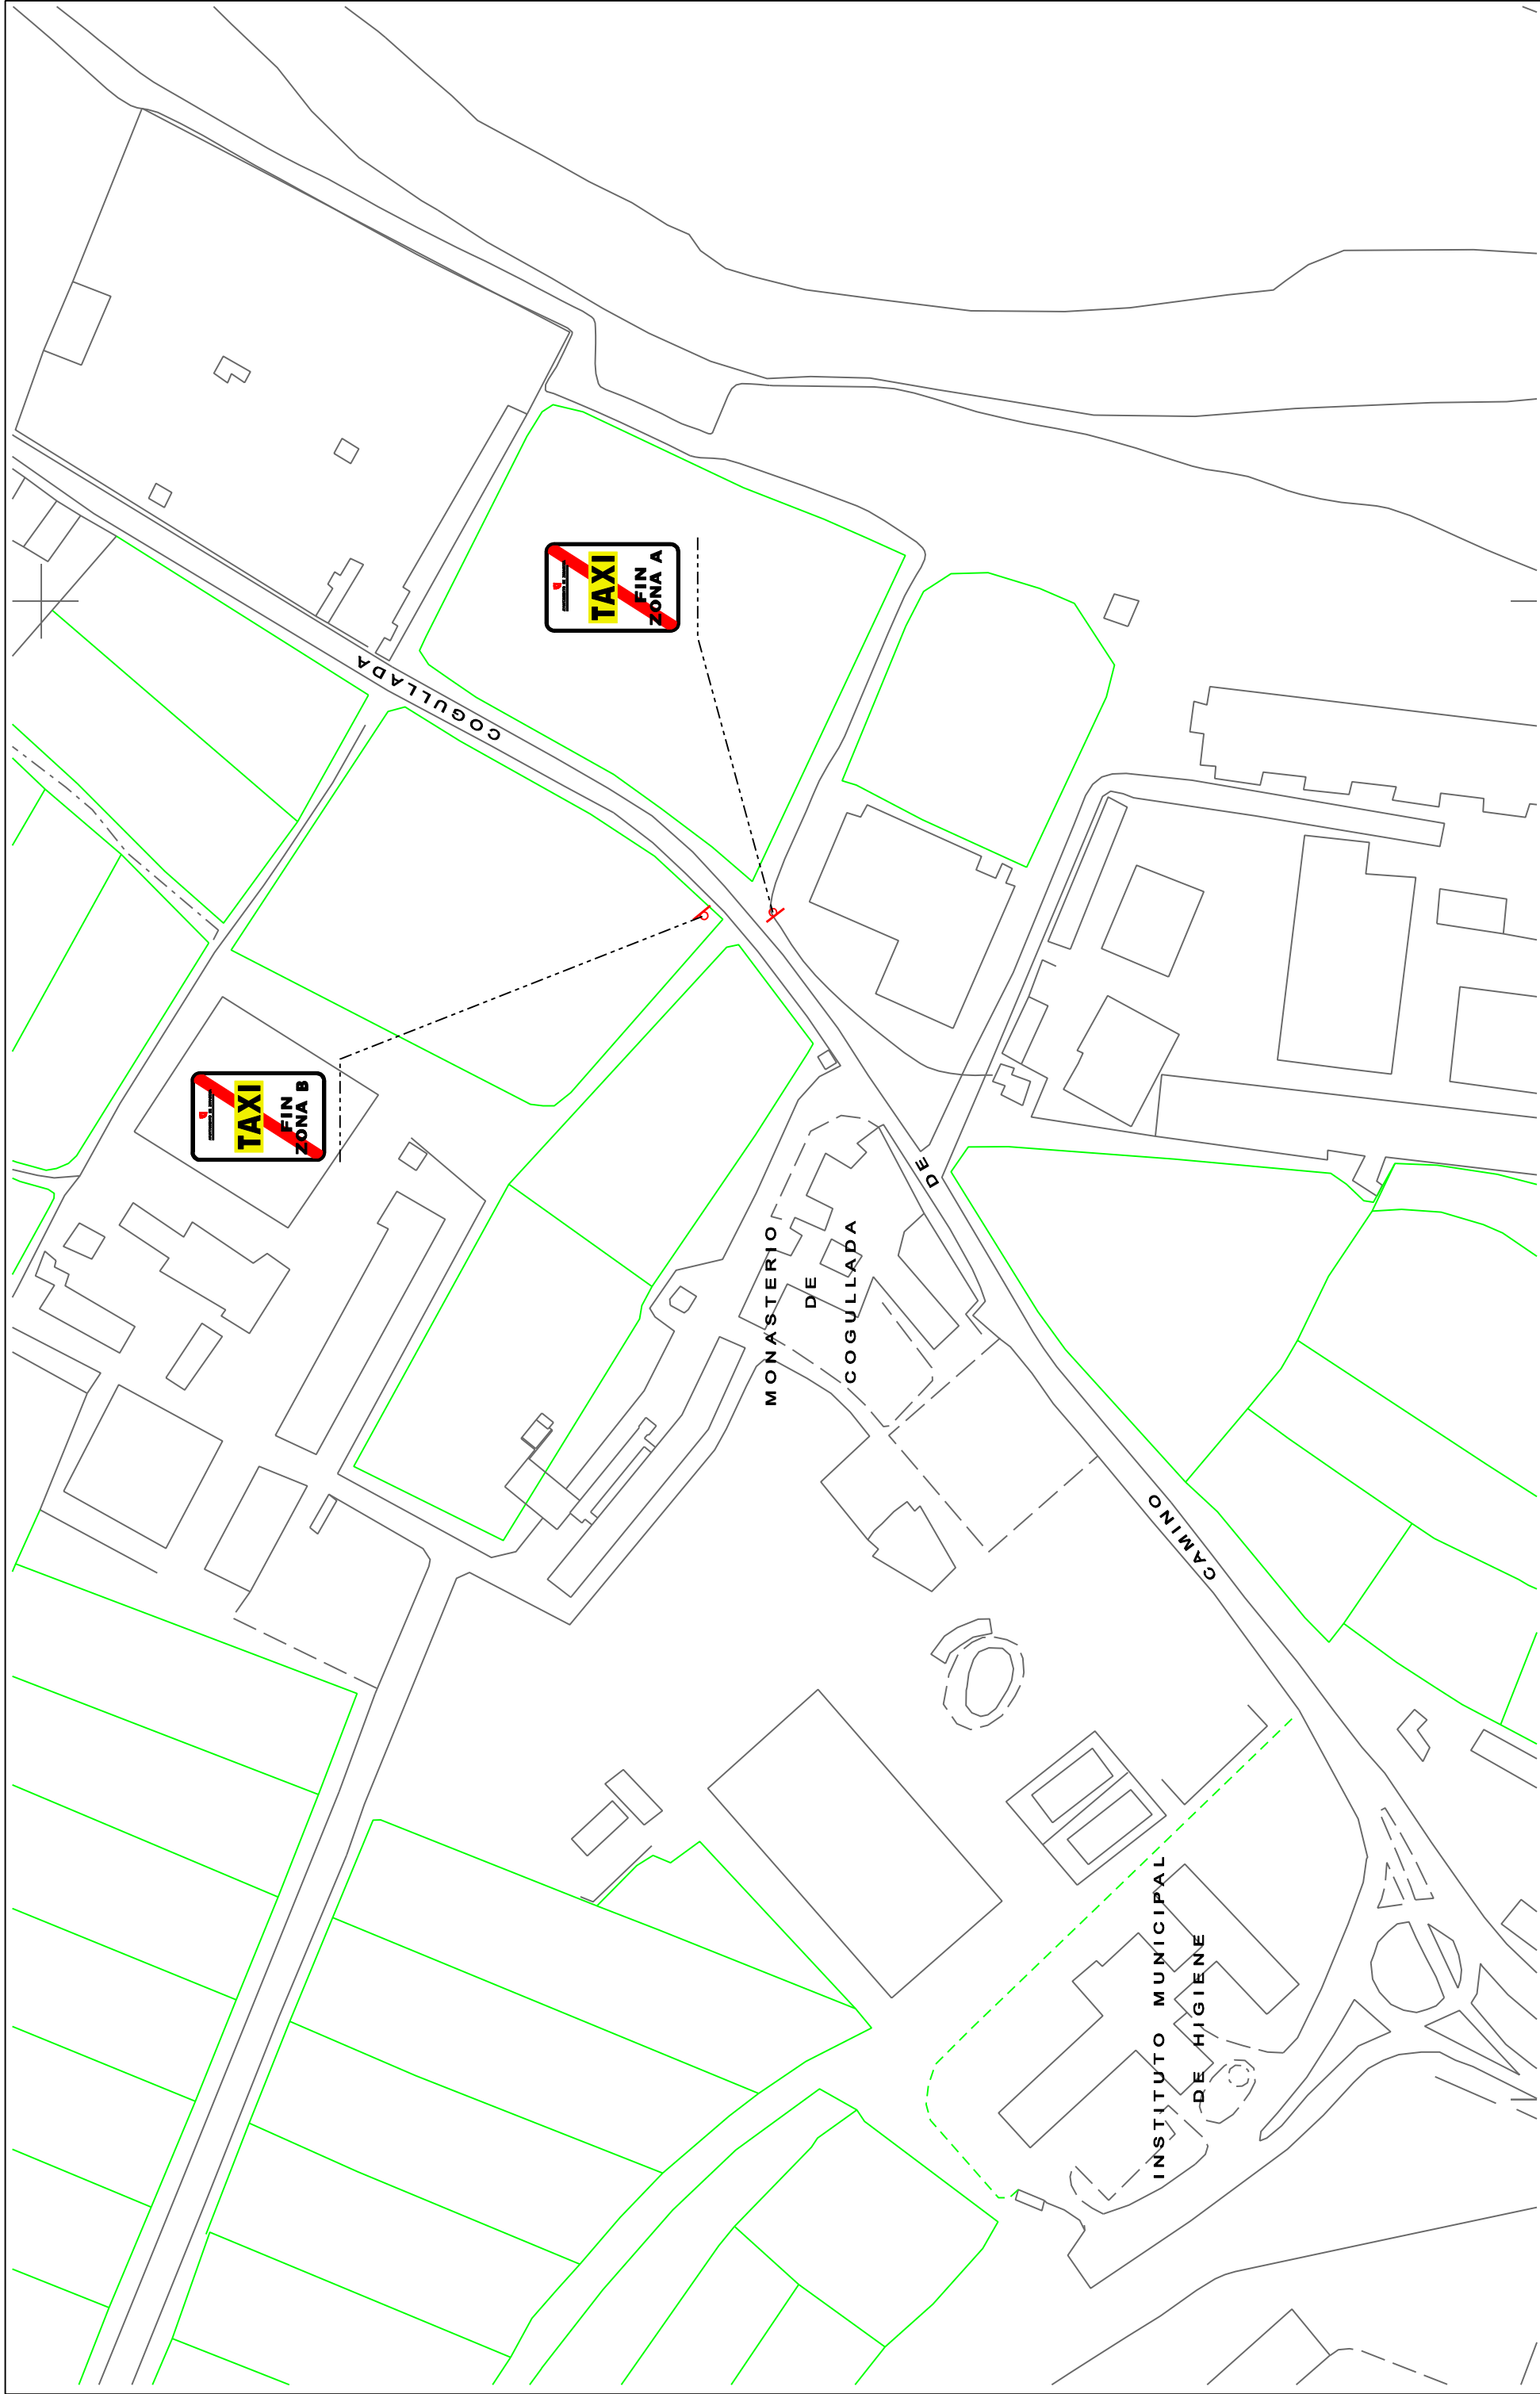 TAXI
FIN
ZONA A
TAXI
FIN
ZONA B
CAMINO
DE
COGULLADA
MONASTERIO
DE
COGULLADA
INSTITUTO MUNICIPAL
DE HIGIENE